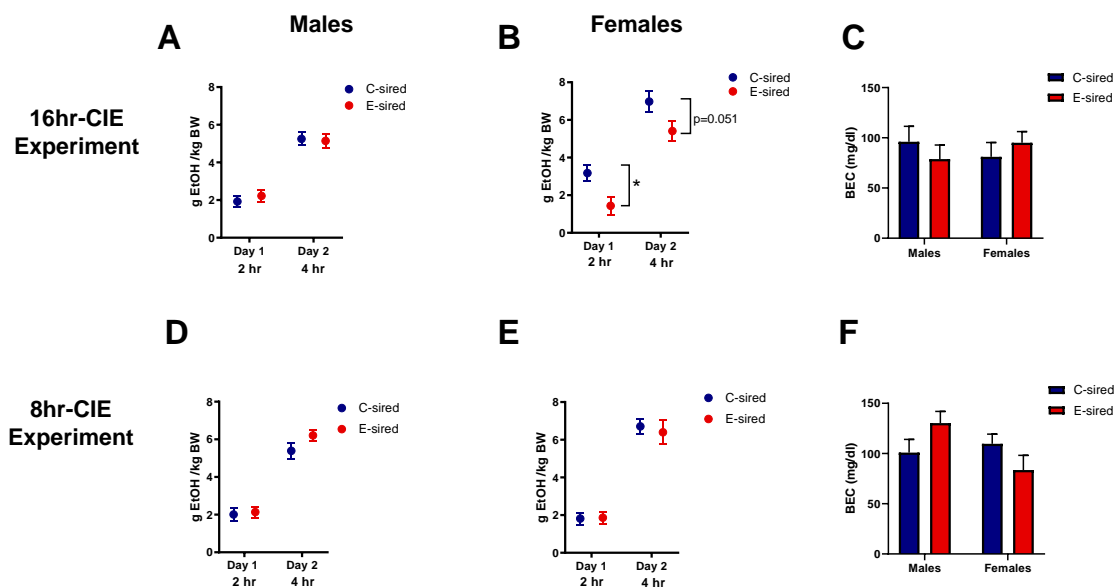 Males
Females
A
B
C
16hr-CIE
Experiment
C-sired
E-sired
g EtOH /kg BW
8
6
4
2
0
Day 1
2 hr
Day 2
4 hr
C-sired
E-sired
g EtOH /kg BW
8
6
4
2
0
*
p=0.051
Day 1
2 hr
Day 2
4 hr
C-sired
E-sired
BEC (mg/dl)
150
100
50
0
Males
Females
D
E
F
8hr-CIE
Experiment
C-sired
E-sired
g EtOH /kg BW
8
6
4
2
0
Day 1
2 hr
Day 2
4 hr
C-sired
E-sired
g EtOH /kg BW
8
6
4
2
0
Day 1
2 hr
Day 2
4 hr
C-sired
E-sired
BEC (mg/dl)
150
100
50
0
Males
Females